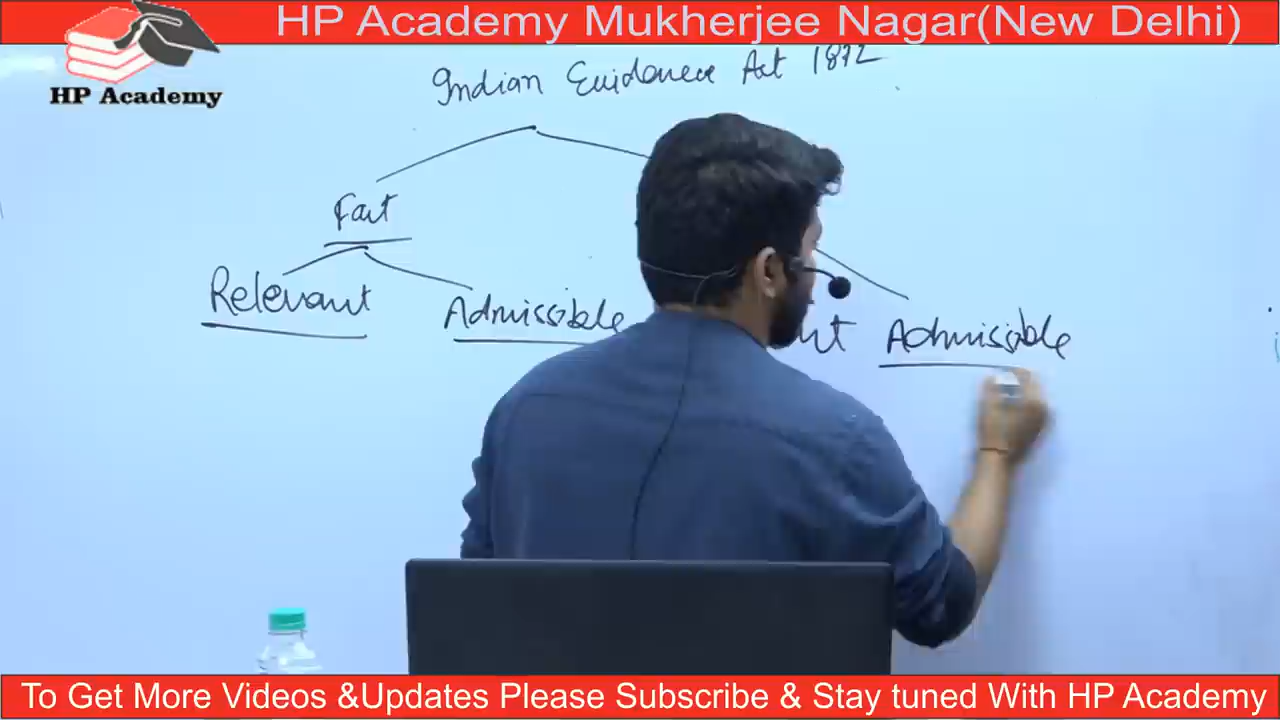 HP Academy Mukherjee Nagar(New Delhi)
HP Academy
Indian Evidence Act 1872
Fact
Relevant
Admissible
Admissible
To Get More Videos &Updates Please Subscribe & Stay tuned With HP Academy